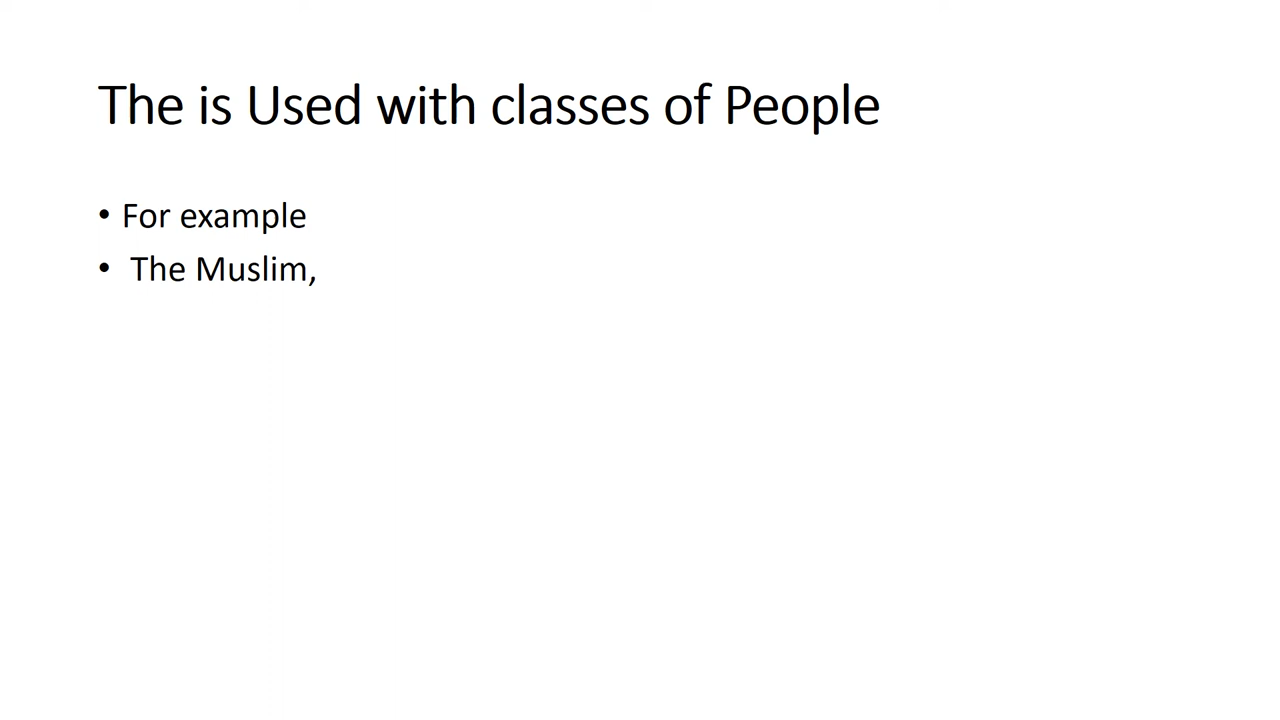 The is Used with classes of People
• For example
• The Muslim,